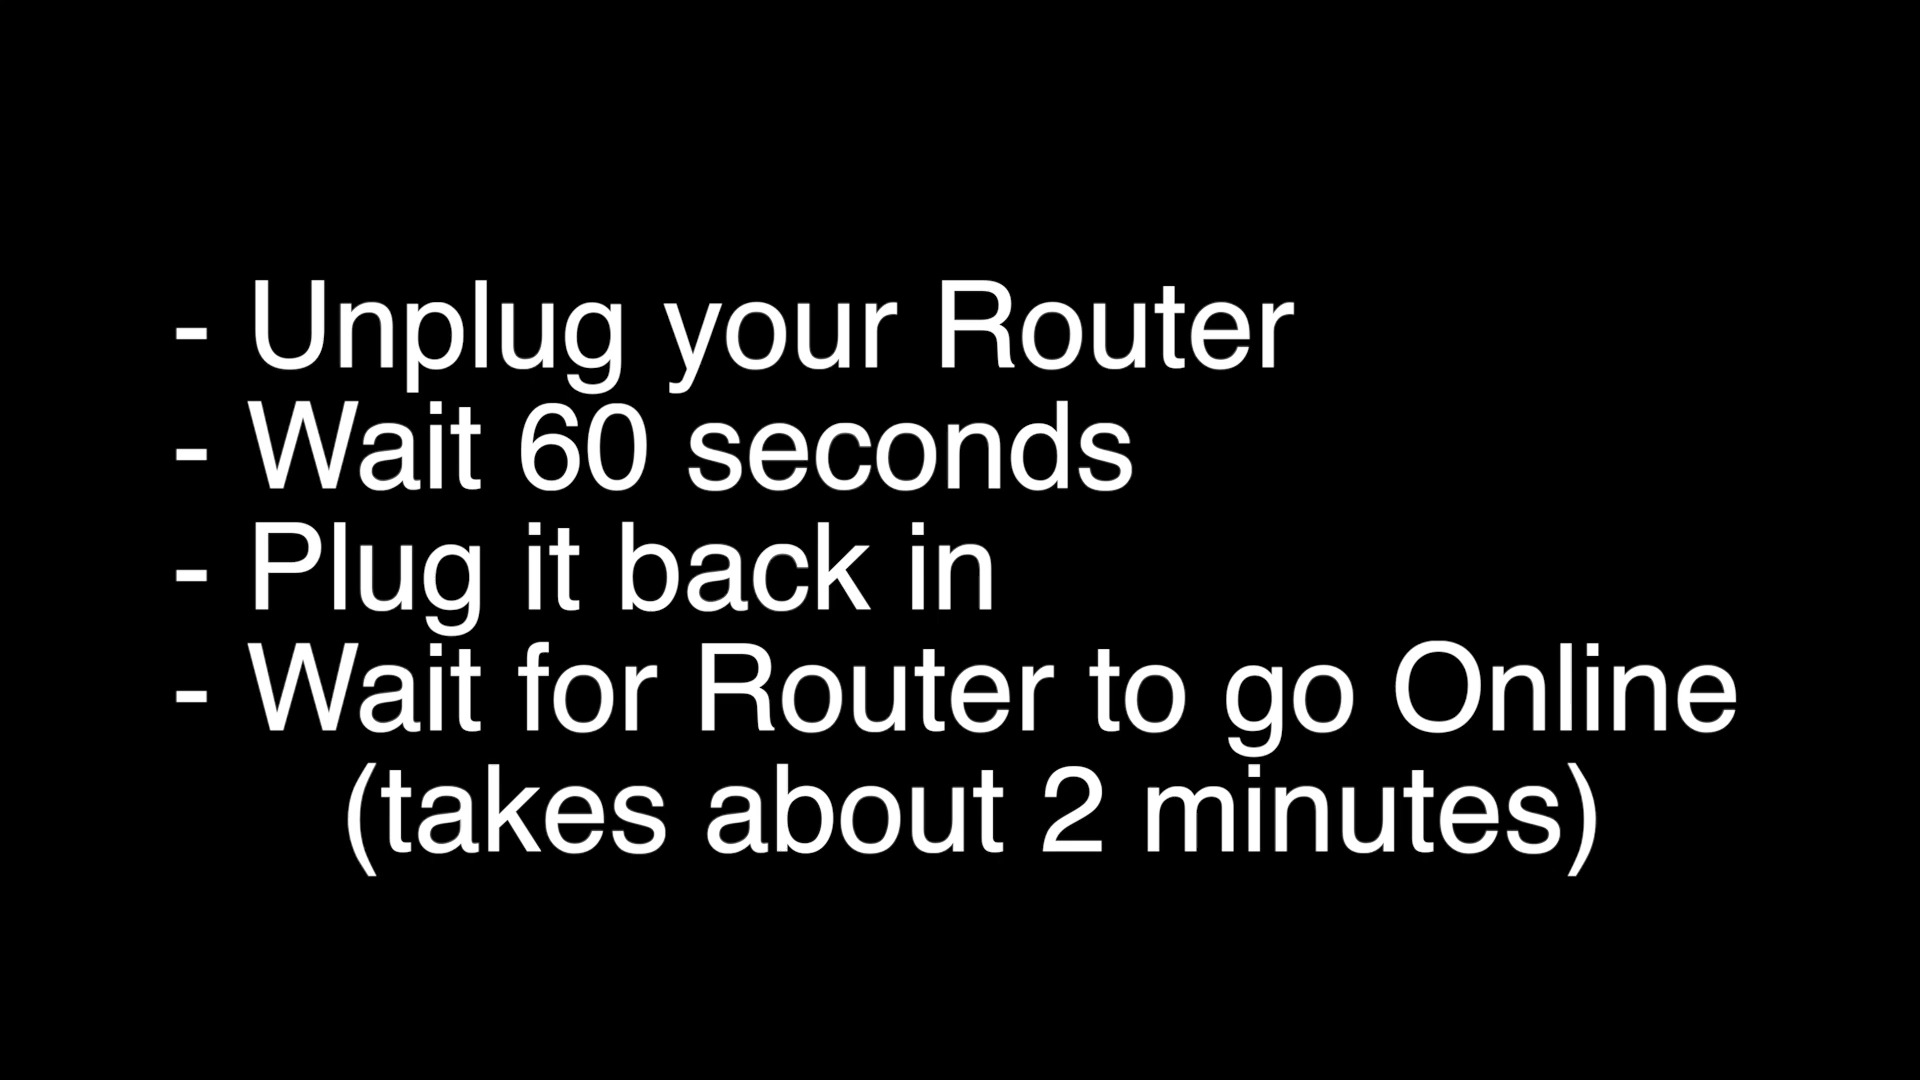 - Unplug your Router
- Wait 60 seconds
- Plug it back in
- Wait for Router to go Online
(takes about 2 minutes)